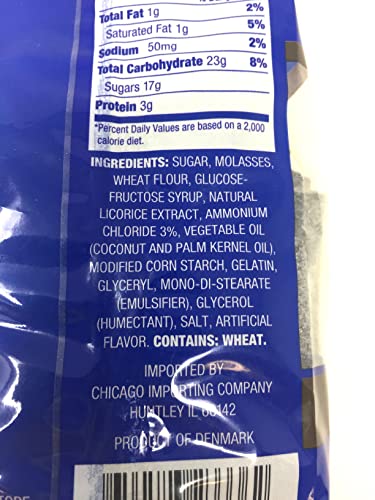 Total Fat 1g 2%
Saturated Fat 1g 5%
Sodium 50mg 2%
Total Carbohydrate 23g 8%
Sugars 17g
Protein 3g
*Percent Daily Values are based on a 2,000
calorie diet.
INGREDIENTS: SUGAR, MOLASSES,
WHEAT FLOUR, GLUCOSE-
FRUCTOSE SYRUP, NATURAL
LICORICE EXTRACT, AMMONIUM
CHLORIDE 3%, VEGETABLE OIL
(COCONUT AND PALM KERNEL OIL),
MODIFIED CORN STARCH, GELATIN,
GLYCERYL, MONO-DI-STEARATE
(EMULSIFIER), GLYCEROL
(HUMECTANT), SALT, ARTIFICIAL
FLAVOR. CONTAINS: WHEAT.
IMPORTED BY
CHICAGO IMPORTING COMPANY
HUNTLEY IL 60142
PRODUCT OF DENMARK